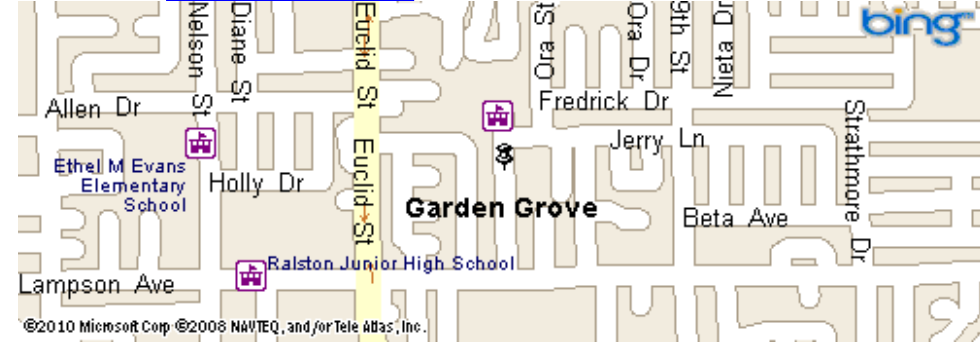 Nelson St
Diane St
Euclid St
Ora St
Ora Dr
9th St
Nieta Dr
bing™
Allen Dr
Fredrick Dr
Strathmore Dr
Jerry Ln
Euclid St
Ethel M Evans
Elementary
School
Holly Dr
Garden Grove
Beta Ave
Ralston Junior High School
Lampson Ave
©2010 Microsoft Corp ©2008 NAVTEQ, and/or Tele Atlas, Inc.